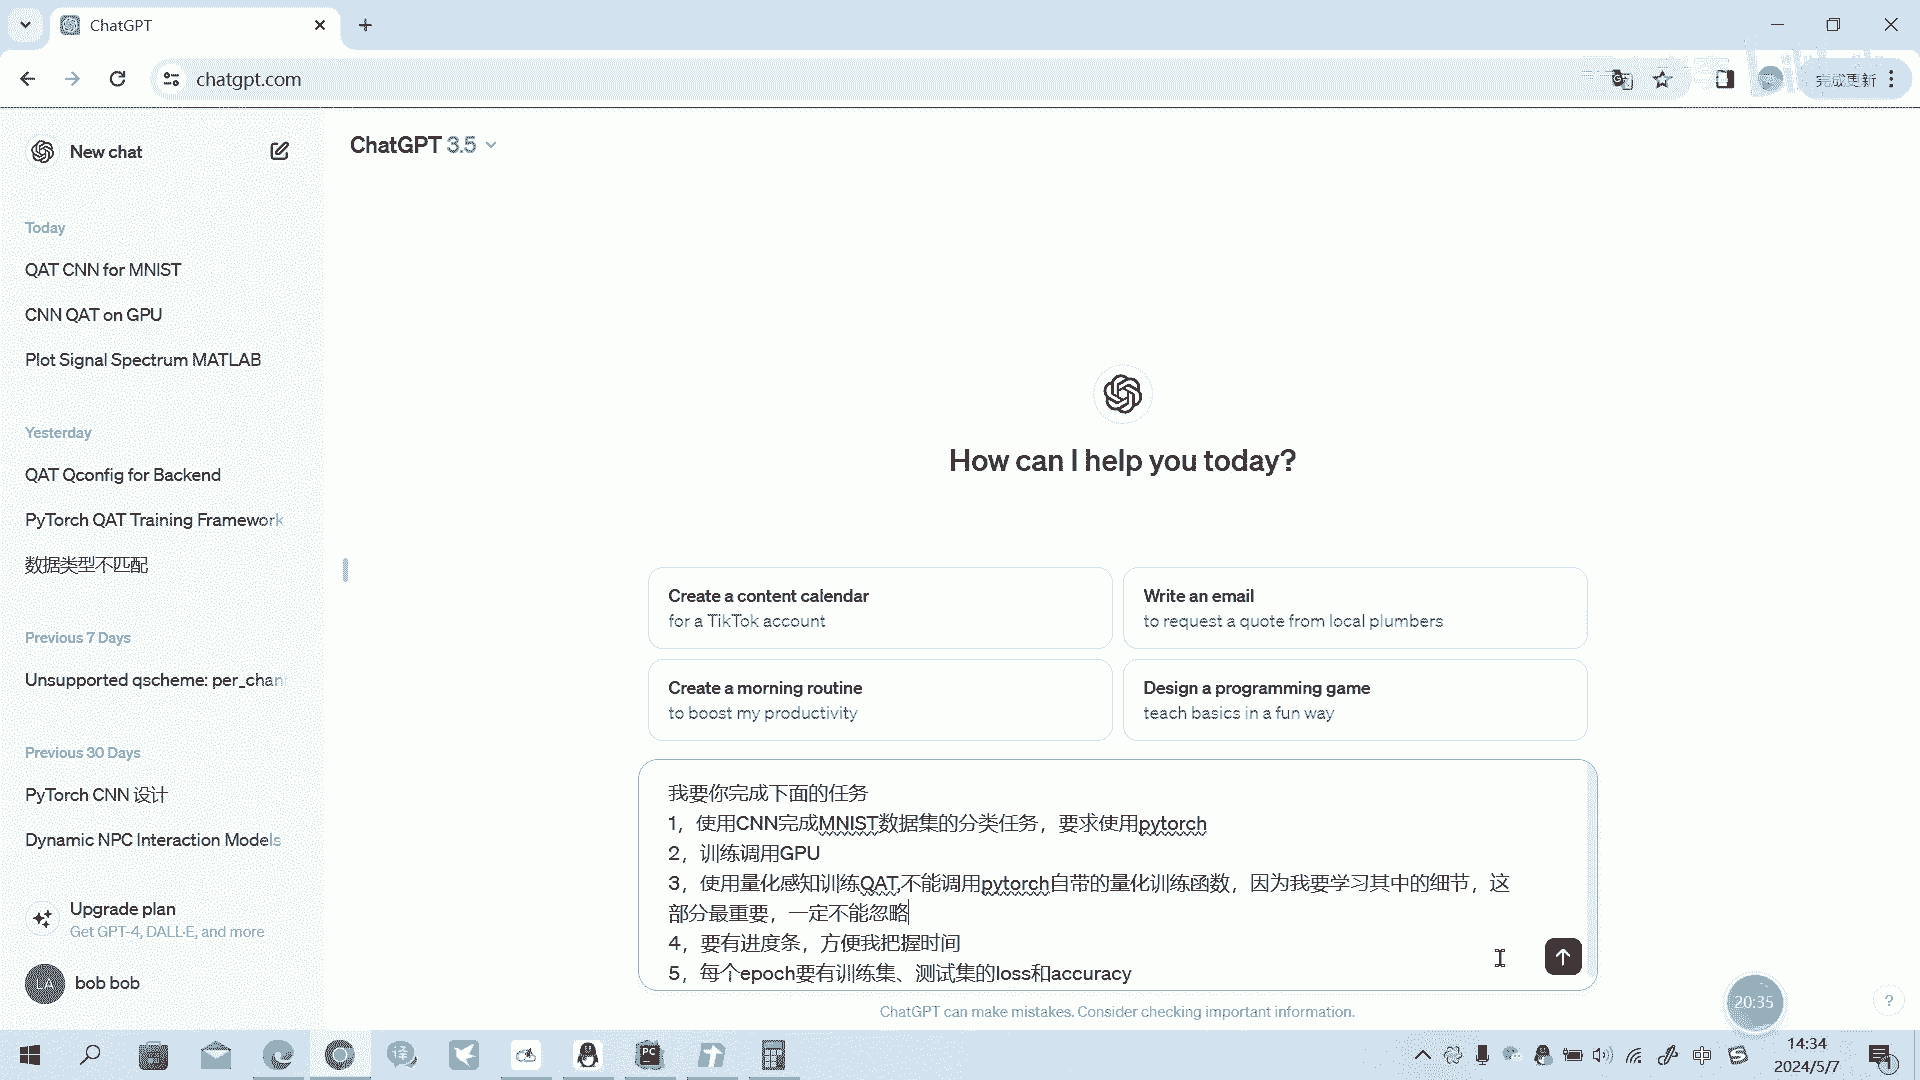 ChatGPT
chatgpt.com
完成更新
New chat
ChatGPT 3.5
Today
QAT CNN for MNIST
CNN QAT on GPU
Plot Signal Spectrum MATLAB
Yesterday
QAT Qconfig for Backend
PyTorch QAT Training Framework
数据类型不匹配
Previous 7 Days
Unsupported qscheme: per_chan
Previous 30 Days
PyTorch CNN 设计
Dynamic NPC Interaction Models
Upgrade plan
Get GPT-4, DALL·E, and more
LA
bob bob
How can I help you today?
Create a content calendar
for a TikTok account
Write an email
to request a quote from local plumbers
Create a morning routine
to boost my productivity
Design a programming game
teach basics in a fun way
我要你完成下面的任务
1，使用CNN完成MNIST数据集的分类任务，要求使用pytorch
2，训练调用GPU
3，使用量化感知训练QAT,不能调用pytorch自带的量化训练函数，因为我要学习其中的细节，这
部分最重要，一定不能忽略
4，要有进度条，方便我把握时间
5，每个epoch要有训练集、测试集的loss和accuracy
ChatGPT can make mistakes. Consider checking important information.
20:35
?
译
PC
中
14:34
2024/5/7
1